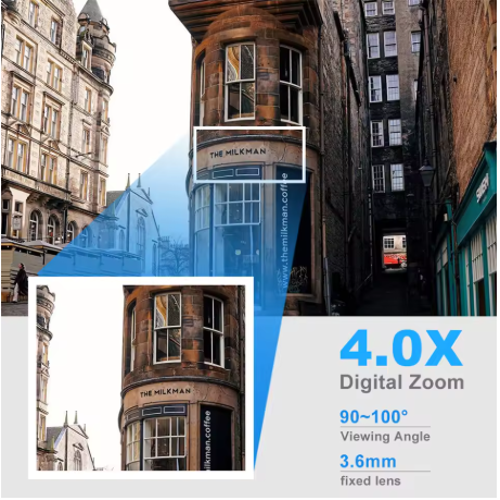 THE MILKMAN
www.themilkman.coffee
THE MILKMAN
themilkman.coffee
4.0X
Digital Zoom
90~100°
Viewing Angle
3.6mm
fixed lens